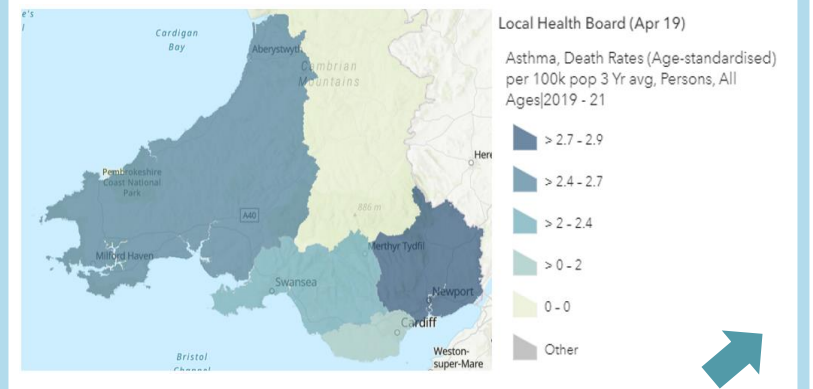 e's
Cardigan
Bay
Aberystwyth
Cambrian
Mountains
Here
Pembrokeshire
Coast National
Park
A40
886 m
Milford Haven
Merthyr Tydfil
Swansea
Newport
Cardiff
Weston-
super-Mare
Bristol
Channel
Local Health Board (Apr 19)
Asthma, Death Rates (Age-standardised)
per 100k pop 3 Yr avg, Persons, All
Ages|2019 - 21
> 2.7 - 2.9
> 2.4 - 2.7
> 2 - 2.4
> 0 - 2
0 - 0
Other